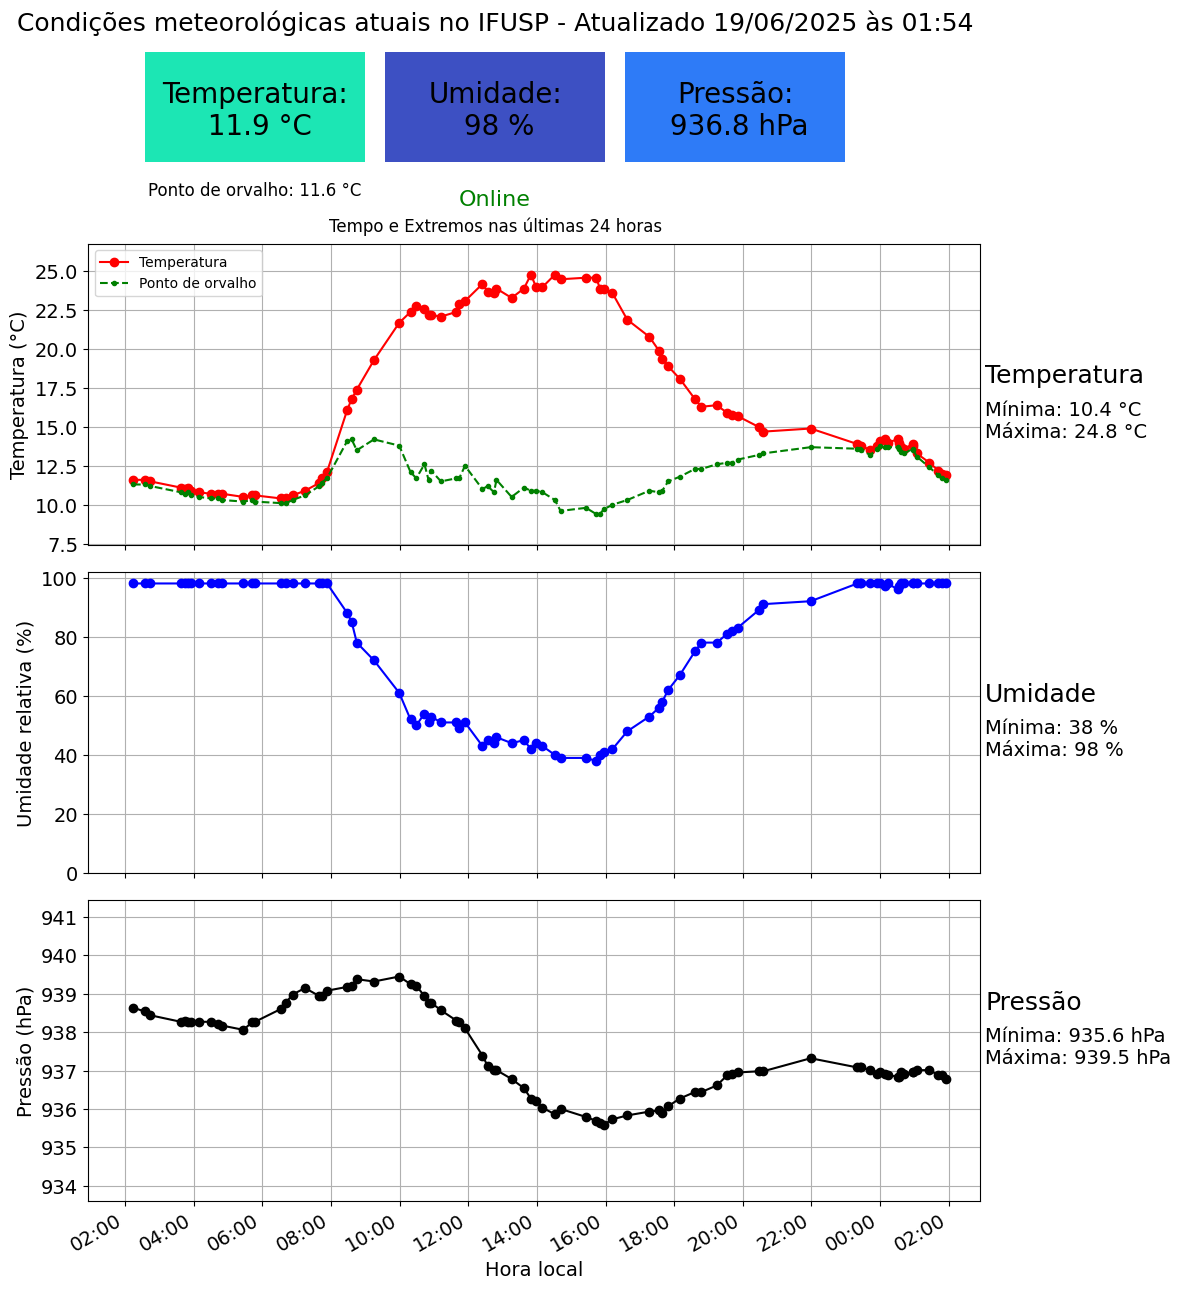 Condições meteorológicas atuais no IFUSP - Atualizado 19/06/2025 às 01:54
Temperatura:
11.9 °C
Umidade:
98 %
Pressão:
936.8 hPa
Ponto de orvalho: 11.6 °C
Online
Tempo e Extremos nas últimas 24 horas
Temperatura
Ponto de orvalho
Temperatura (°C)
25.0
22.5
20.0
17.5
15.0
12.5
10.0
7.5
Temperatura
Mínima: 10.4 °C
Máxima: 24.8 °C
Umidade relativa (%)
100
80
60
40
20
0
Umidade
Mínima: 38 %
Máxima: 98 %
Pressão (hPa)
941
940
939
938
937
936
935
934
Pressão
Mínima: 935.6 hPa
Máxima: 939.5 hPa
02:00 04:00 06:00 08:00 10:00 12:00 14:00 16:00 18:00 20:00 22:00 00:00 02:00
Hora local